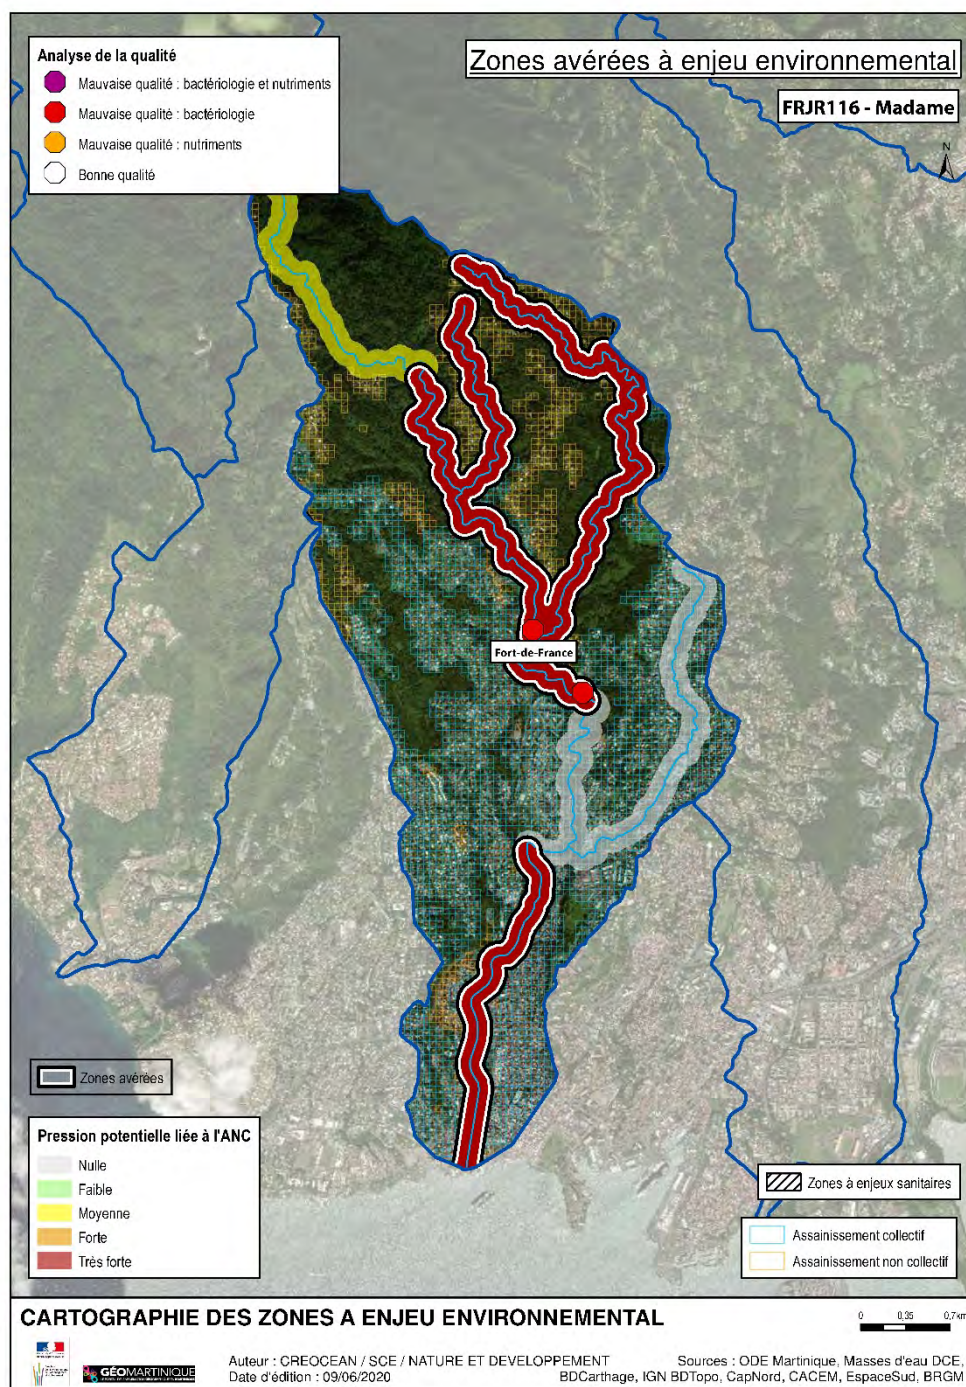 Analyse de la qualité
Mauvaise qualité : bactériologie et nutriments
Mauvaise qualité : bactériologie
Mauvaise qualité : nutriments
Bonne qualité
Zones avérées à enjeu environnemental
FRJR116 - Madame
N
Fort-de-France
Zones avérées
Pression potentielle liée à l'ANC
Nulle
Faible
Moyenne
Forte
Très forte
Zones à enjeux sanitaires
Assainissement collectif
Assainissement non collectif
CARTOGRAPHIE DES ZONES A ENJEU ENVIRONNEMENTAL
0 0,35 0,7km
GÉOMARTINIQUE
Auteur : CREOCEAN / SCE / NATURE ET DEVELOPPEMENT
Date d'édition : 09/06/2020
Sources : ODE Martinique, Masses d'eau DCE,
BDCarthage, IGN BDTopo, CapNord, CACEM, EspaceSud, BRGM